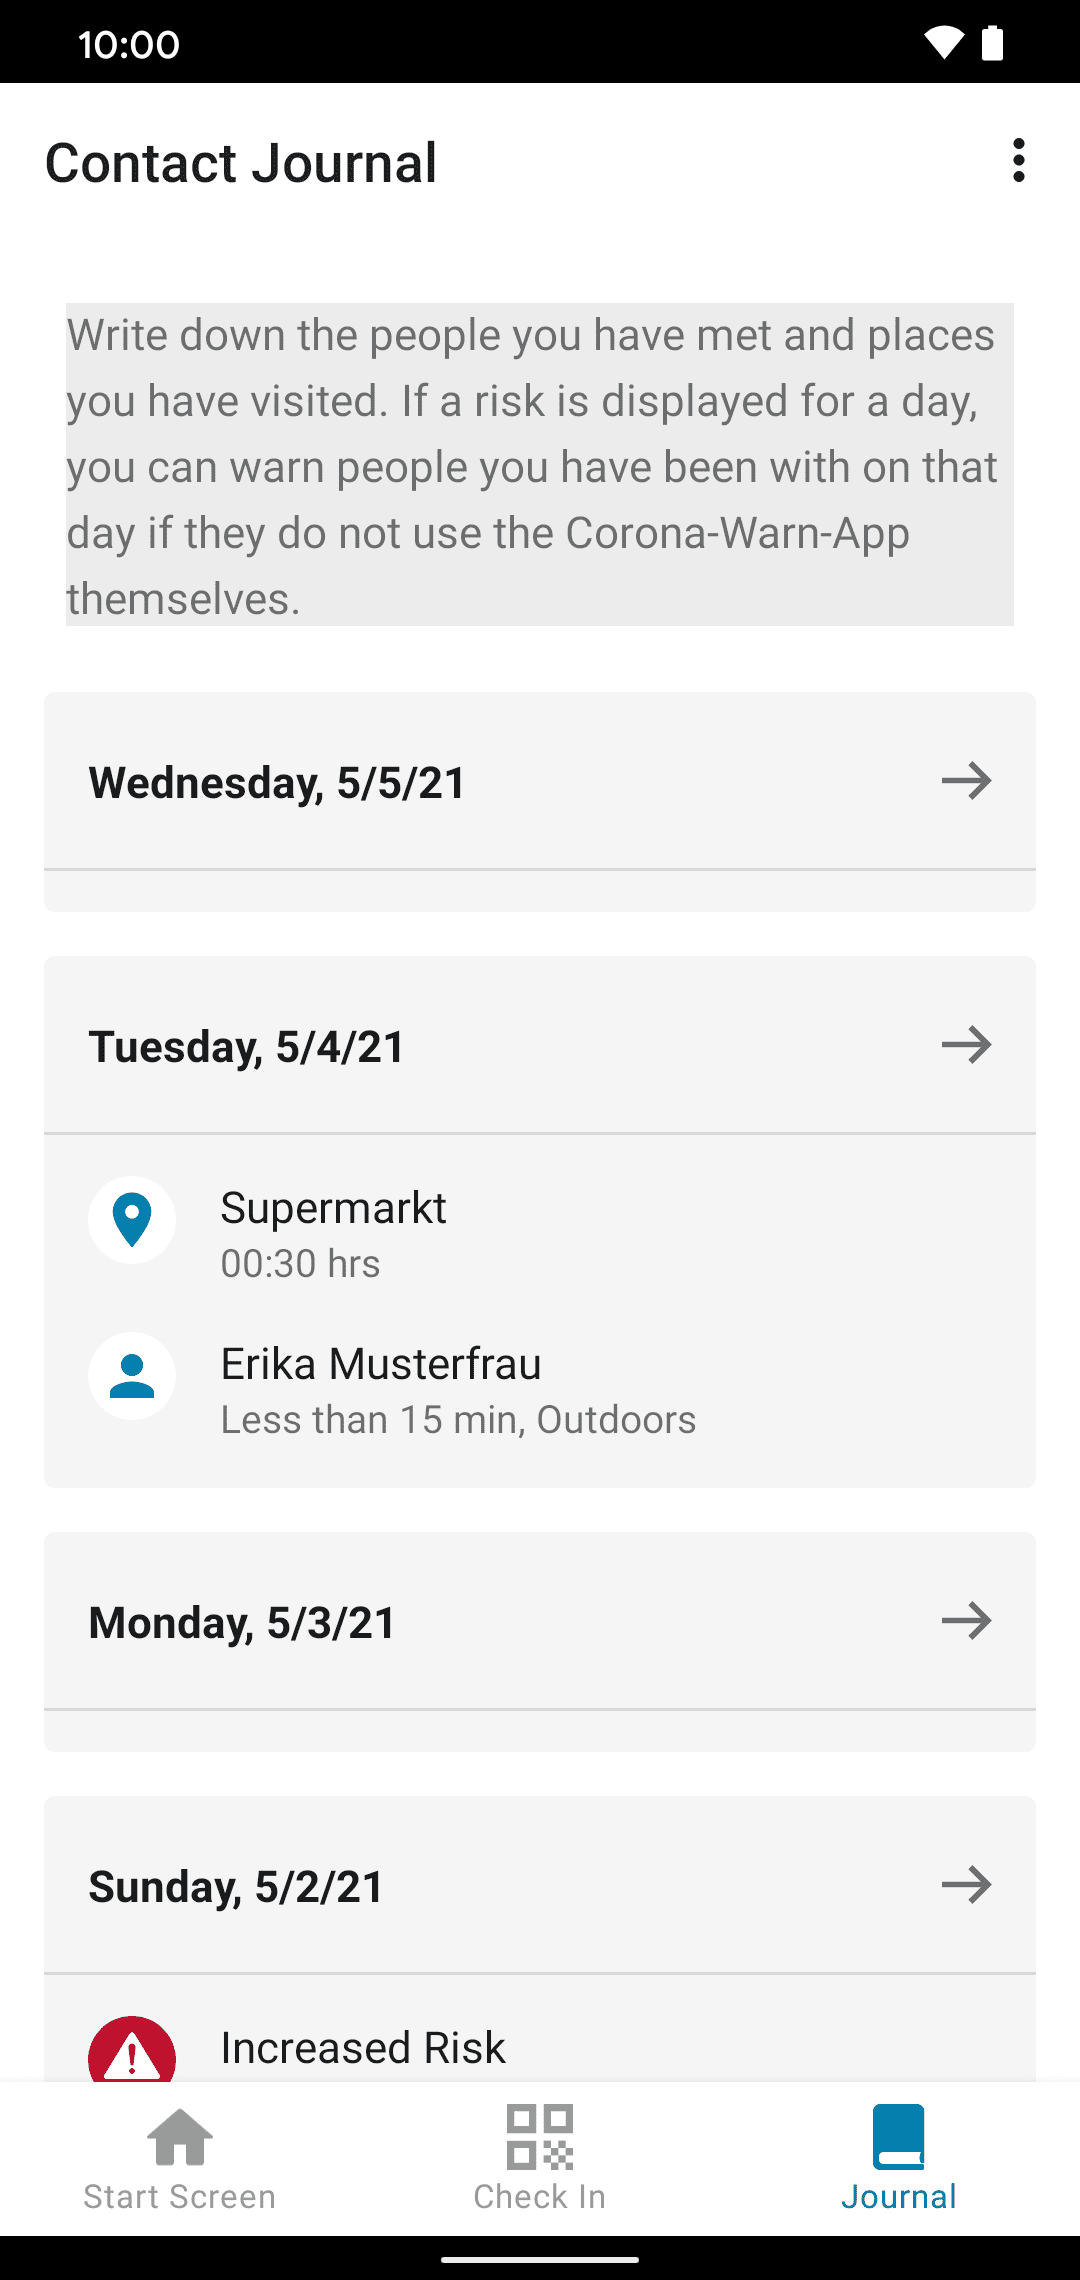 10:00
Contact Journal
Write down the people you have met and places
you have visited. If a risk is displayed for a day,
you can warn people you have been with on that
day if they do not use the Corona-Warn-App
themselves.
Wednesday, 5/5/21
Tuesday, 5/4/21
Supermarkt
00:30 hrs
Erika Musterfrau
Less than 15 min, Outdoors
Monday, 5/3/21
Sunday, 5/2/21
Increased Risk
Start Screen
Check In
Journal